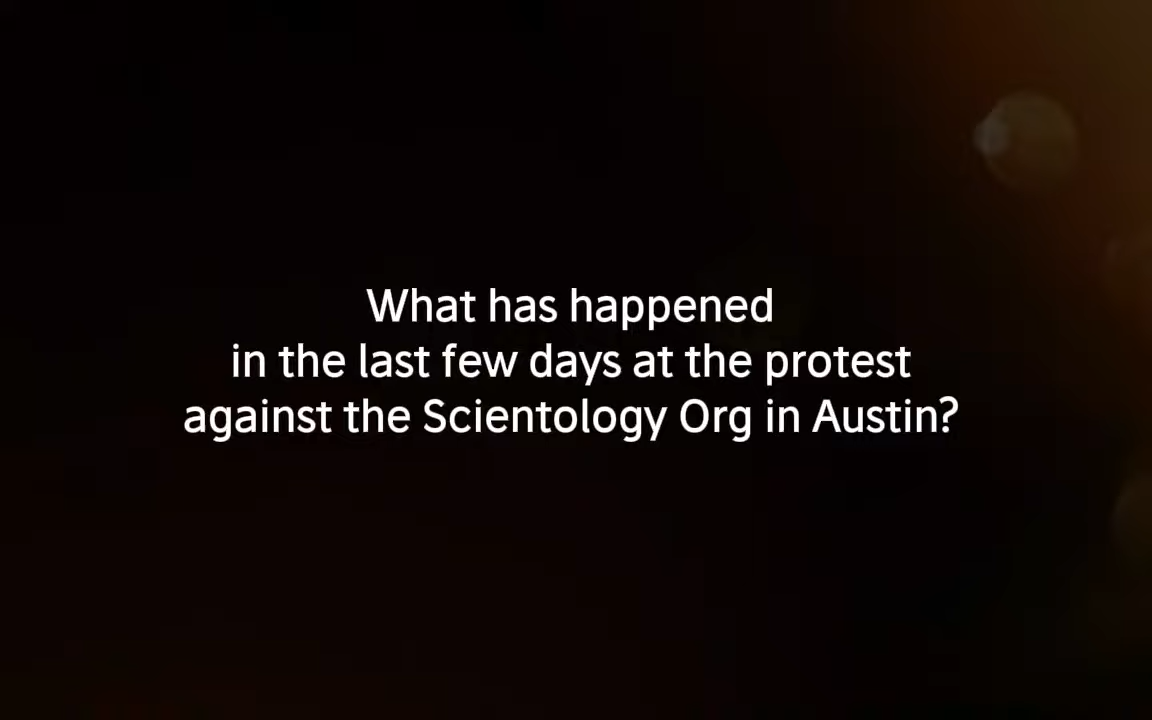 What has happened
in the last few days at the protest
against the Scientology Org in Austin?